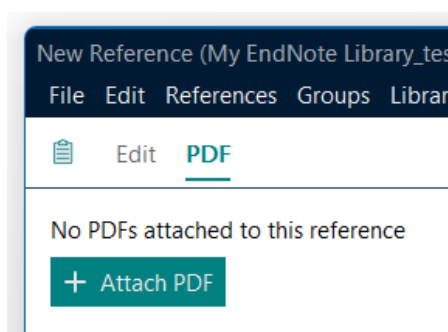 New Reference (My EndNote Library_tes
File Edit References Groups Librar
Edit PDF
No PDFs attached to this reference
+ Attach PDF